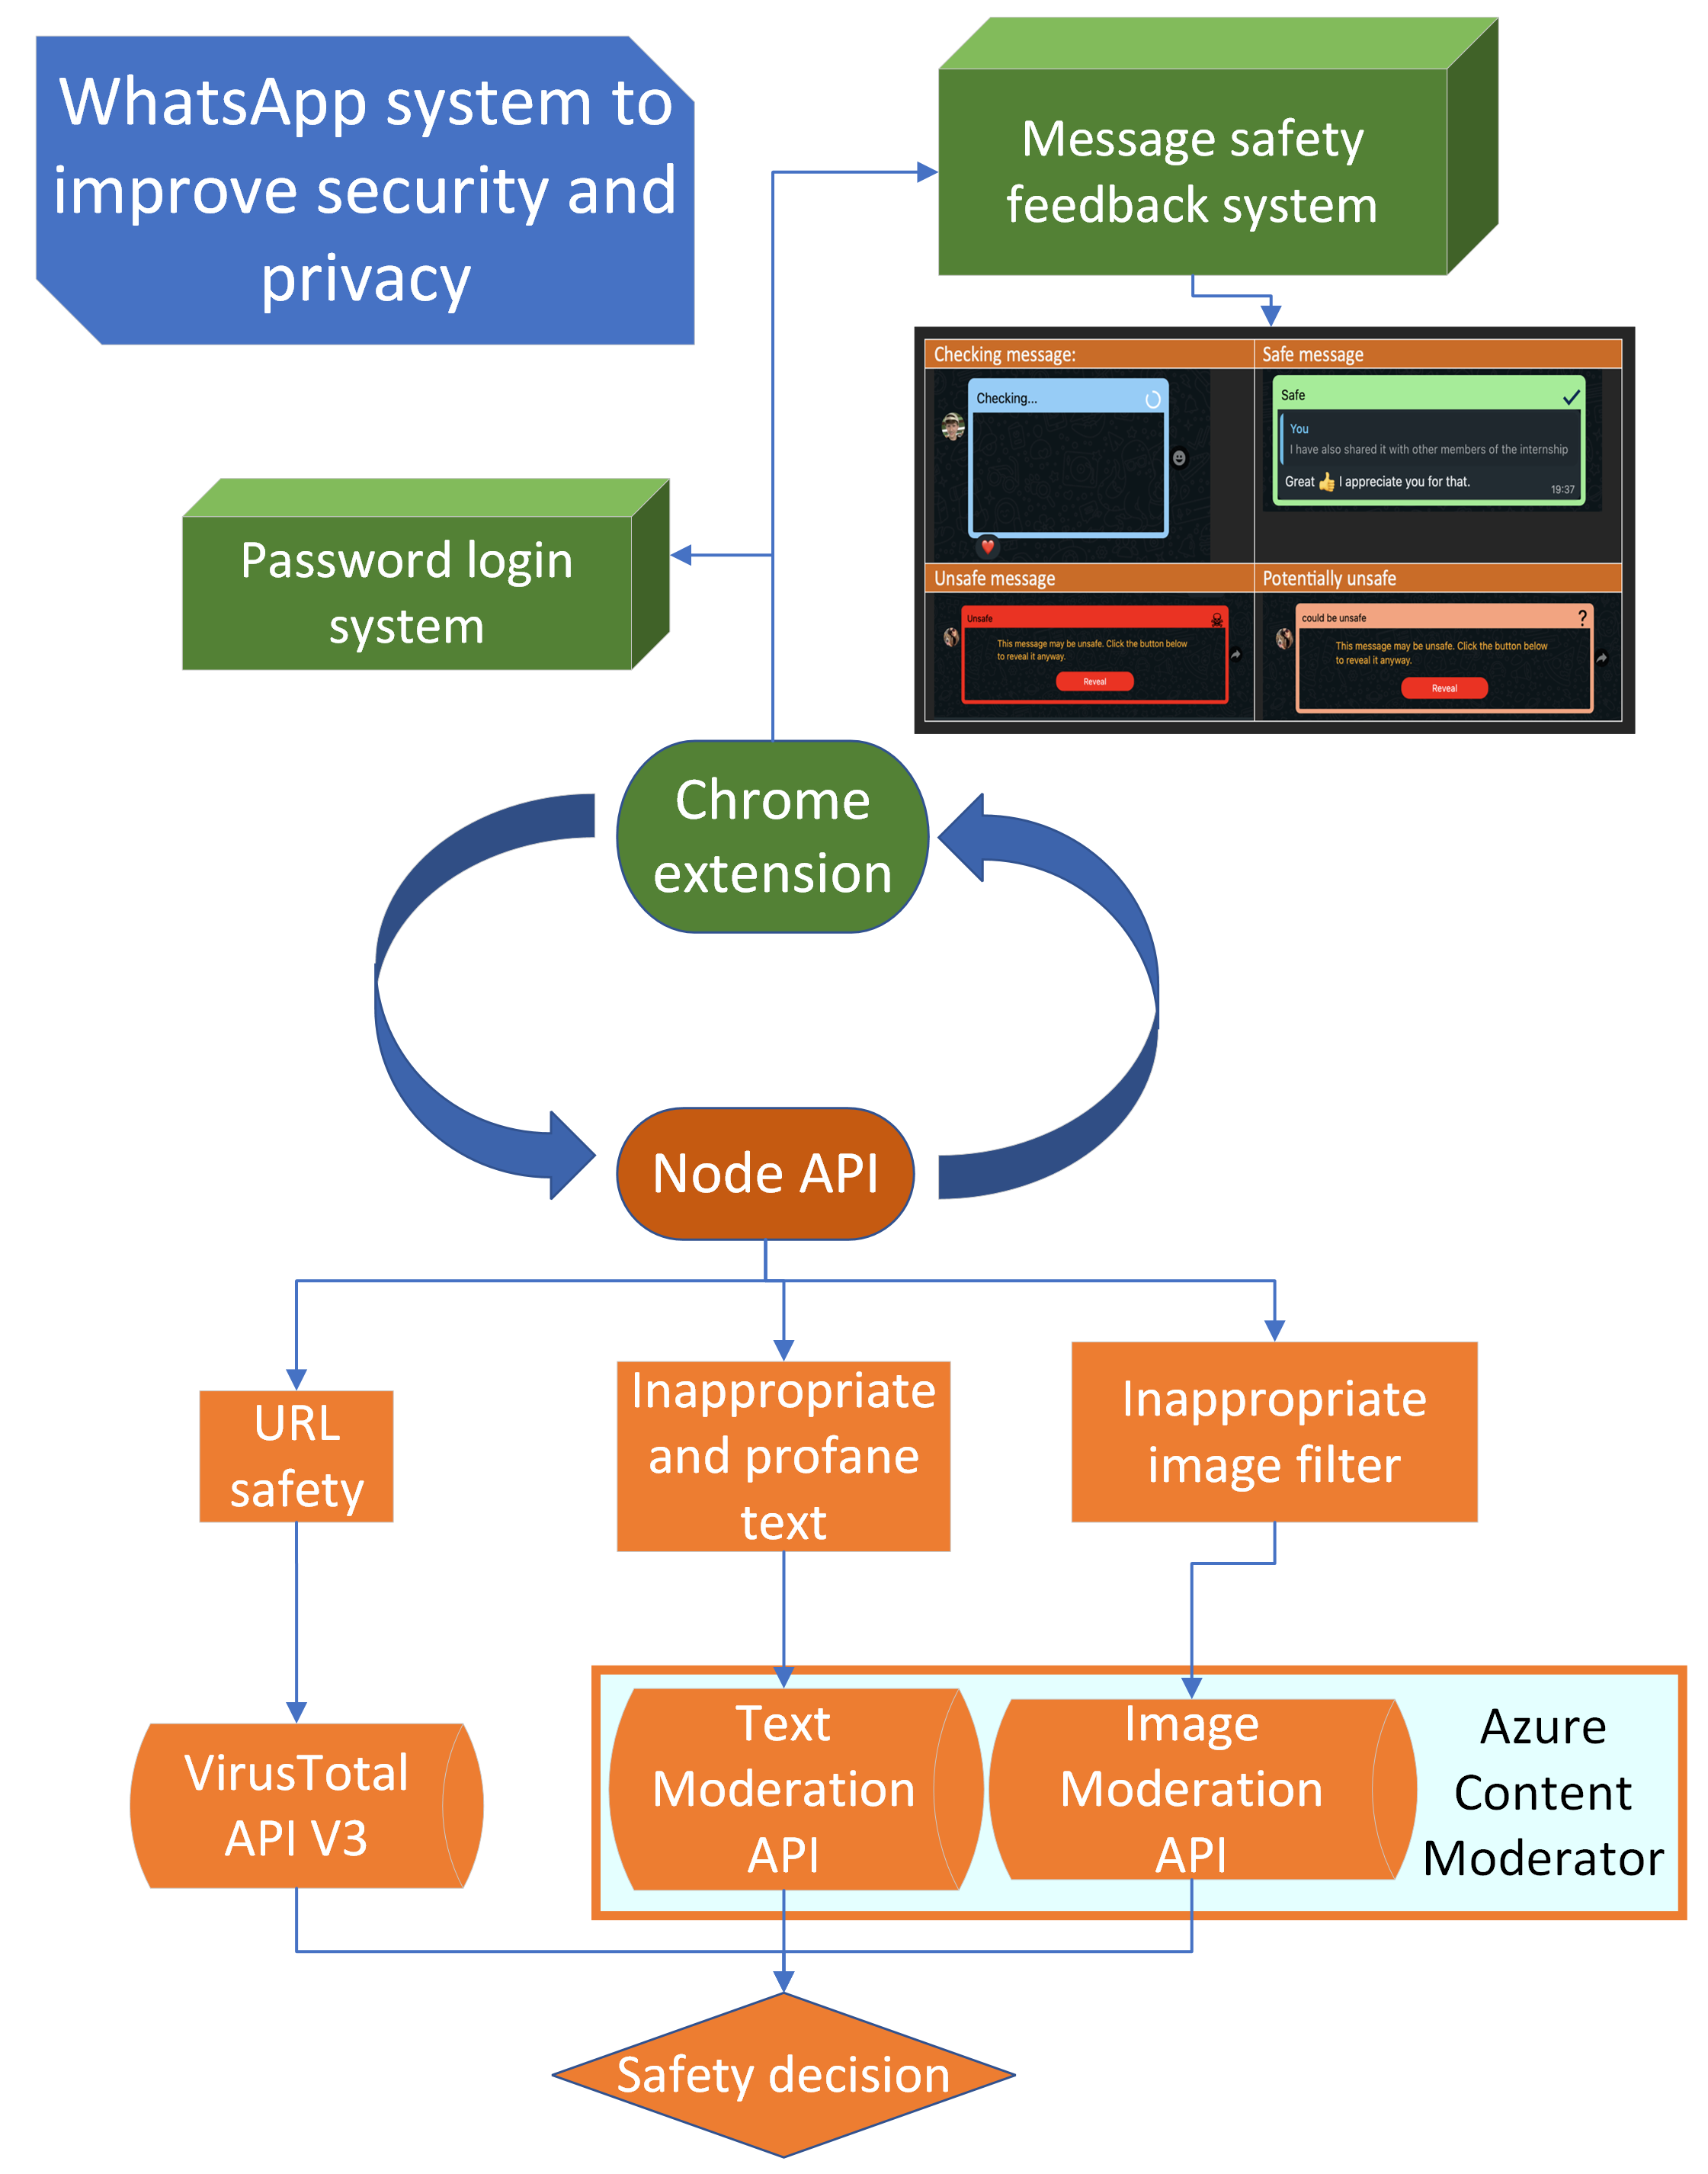 WhatsApp system to
improve security and
privacy
Message safety
feedback system
Checking message:
Safe message
Checking...
Safe
You
I have also shared it with other members of the internship
Great 👍 I appreciate you for that.
19:37
Unsafe message
Potentially unsafe
Unsafe
This message may be unsafe. Click the button below
to reveal it anyway.
Reveal
could be unsafe
?
This message may be unsafe. Click the button below
to reveal it anyway.
Reveal
Password login
system
Chrome
extension
Node API
URL
safety
Inappropriate
and profane
text
Inappropriate
image filter
VirusTotal
API V3
Text
Moderation
API
Image
Moderation
API
Azure
Content
Moderator
Safety decision